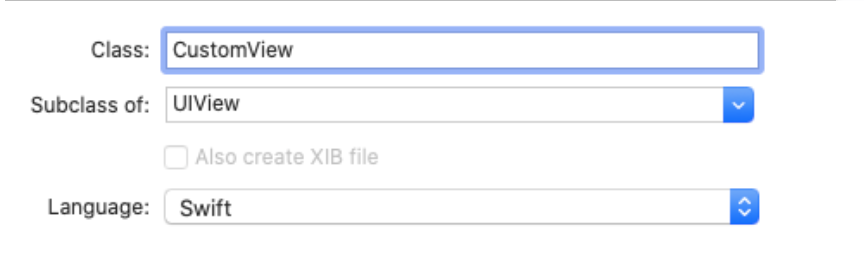 Class: CustomView
Subclass of: UIView
Also create XIB file
Language: Swift